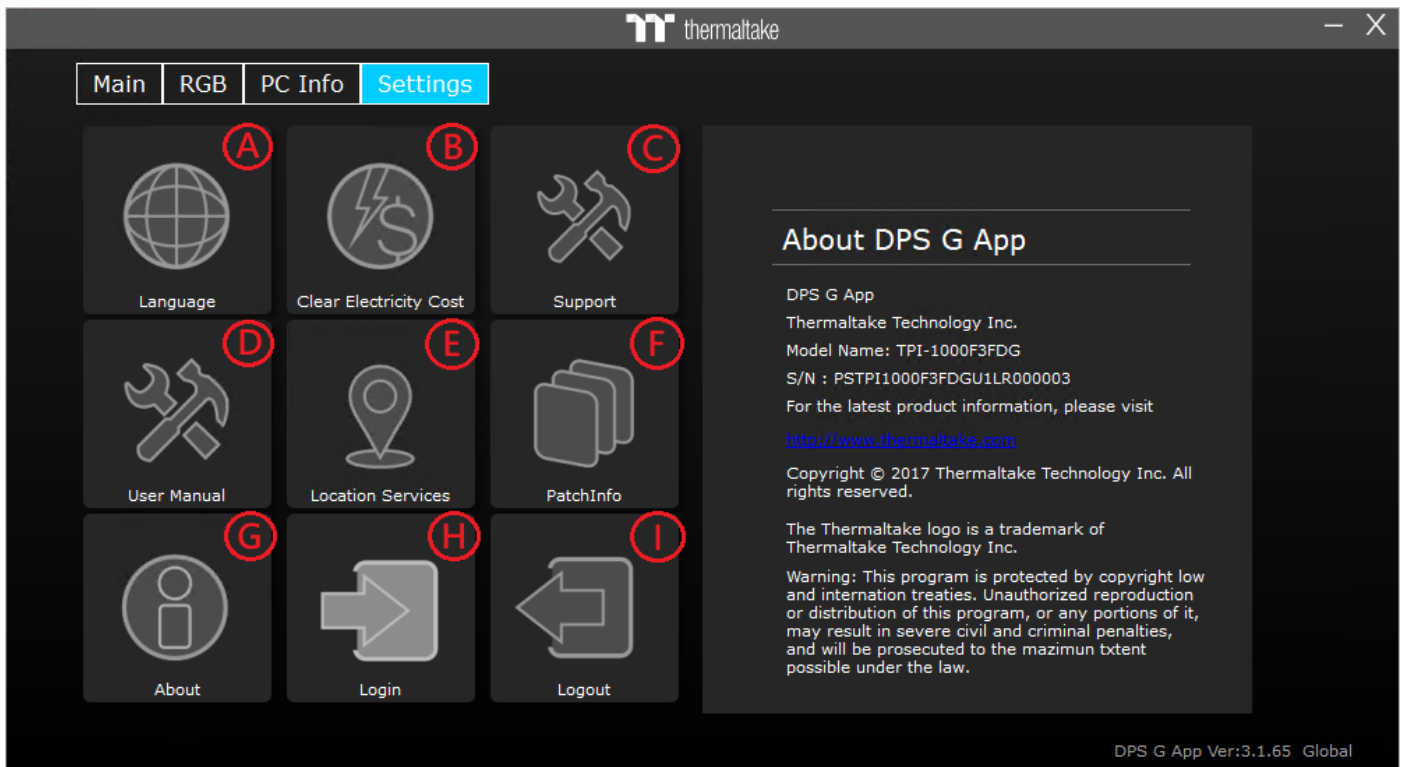 thermaltake
Main RGB PC Info Settings
A B C
Language Clear Electricity Cost Support
D E F
User Manual Location Services PatchInfo
G H I
About Login Logout
About DPS G App
DPS G App
Thermaltake Technology Inc.
Model Name: TPI-1000F3FDG
S/N : PSTPI1000F3FDGU1LR000003
For the latest product information, please visit
http://www.thermaltake.com
Copyright © 2017 Thermaltake Technology Inc. All
rights reserved.
The Thermaltake logo is a trademark of
Thermaltake Technology Inc.
Warning: This program is protected by copyright low
and internation treaties. Unauthorized reproduction
or distribution of this program, or any portions of it,
may result in severe civil and criminal penalties,
and will be prosecuted to the mazimun txtent
possible under the law.
DPS G App Ver:3.1.65 Global